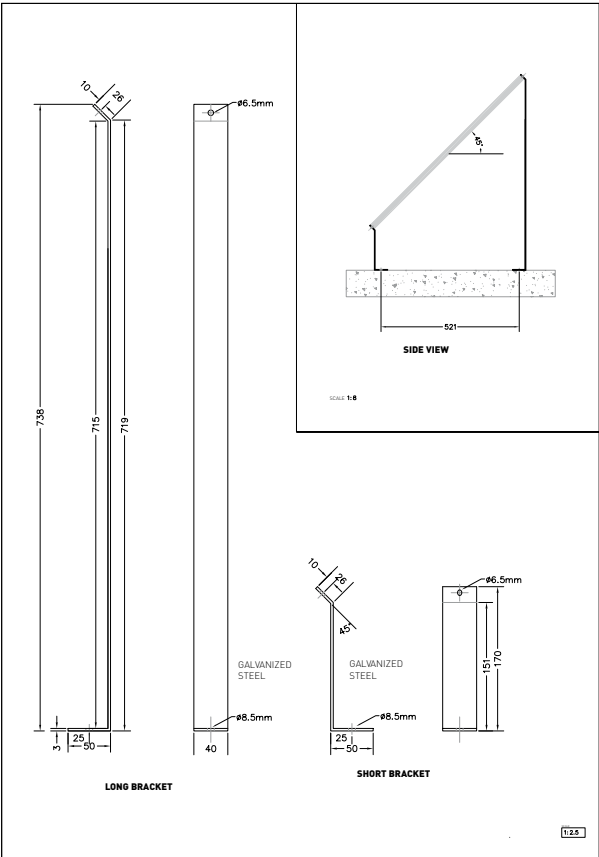 10
26
ø6.5mm
738
715
719
GALVANIZED
STEEL
ø8.5mm
3
25
50
40
LONG BRACKET
45°
521
SIDE VIEW
SCALE 1:8
10
26
45°
GALVANIZED
STEEL
ø8.5mm
25
50
ø6.5mm
151
170
SHORT BRACKET
1:2.5